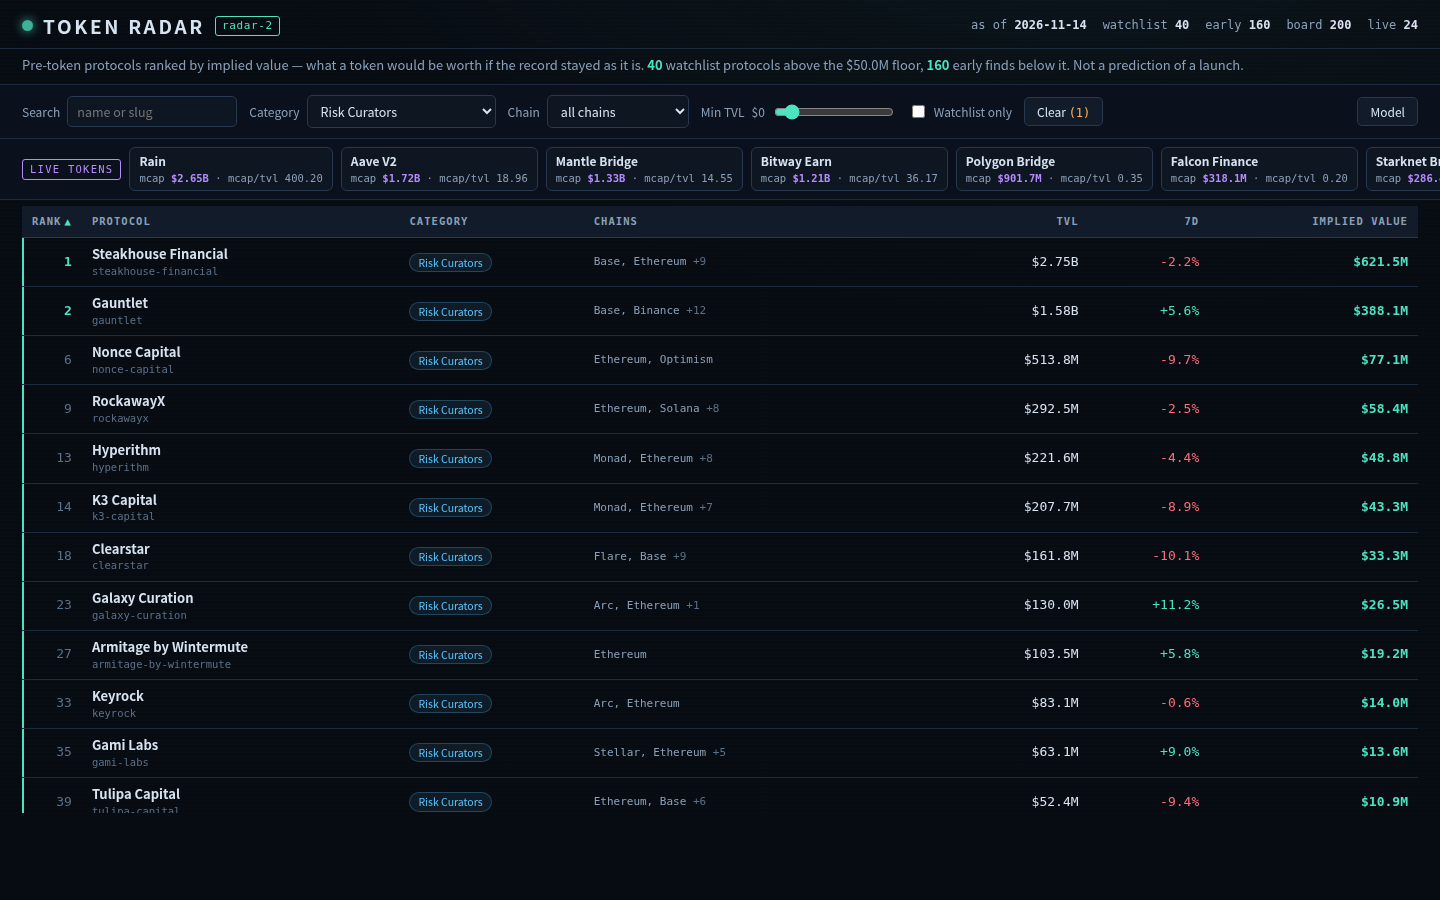 TOKEN RADAR radar-2 as of 2026-11-14 watchlist 40 early 160 board 200 live 24
Pre-token protocols ranked by implied value — what a token would be worth if the record stayed as it is. 40 watchlist protocols above the $50.0M floor, 160 early finds below it. Not a prediction of a launch.
Search name or slug Category Risk Curators Chain all chains Min TVL $0 Watchlist only Clear (1) Model
LIVE TOKENS
Rain
mcap $2.65B · mcap/tvl 400.20
Aave V2
mcap $1.72B · mcap/tvl 18.96
Mantle Bridge
mcap $1.33B · mcap/tvl 14.55
Bitway Earn
mcap $1.21B · mcap/tvl 36.17
Polygon Bridge
mcap $901.7M · mcap/tvl 0.35
Falcon Finance
mcap $318.1M · mcap/tvl 0.20
Starknet Br
mcap $286.
RANK ▲ PROTOCOL CATEGORY CHAINS TVL 7D IMPLIED VALUE
1 Steakhouse Financial Risk Curators Base, Ethereum +9 $2.75B -2.2% $621.5M
steakhouse-financial
2 Gauntlet Risk Curators Base, Binance +12 $1.58B +5.6% $388.1M
gauntlet
6 Nonce Capital Risk Curators Ethereum, Optimism $513.8M -9.7% $77.1M
nonce-capital
9 RockawayX Risk Curators Ethereum, Solana +8 $292.5M -2.5% $58.4M
rockawayx
13 Hyperithm Risk Curators Monad, Ethereum +8 $221.6M -4.4% $48.8M
hyperithm
14 K3 Capital Risk Curators Monad, Ethereum +7 $207.7M -8.9% $43.3M
k3-capital
18 Clearstar Risk Curators Flare, Base +9 $161.8M -10.1% $33.3M
clearstar
23 Galaxy Curation Risk Curators Arc, Ethereum +1 $130.0M +11.2% $26.5M
galaxy-curation
27 Armitage by Wintermute Risk Curators Ethereum $103.5M +5.8% $19.2M
armitage-by-wintermute
33 Keyrock Risk Curators Arc, Ethereum $83.1M -0.6% $14.0M
keyrock
35 Gami Labs Risk Curators Stellar, Ethereum +5 $63.1M +9.0% $13.6M
gami-labs
39 Tulipa Capital Risk Curators Ethereum, Base +6 $52.4M -9.4% $10.9M
tulipa-capital